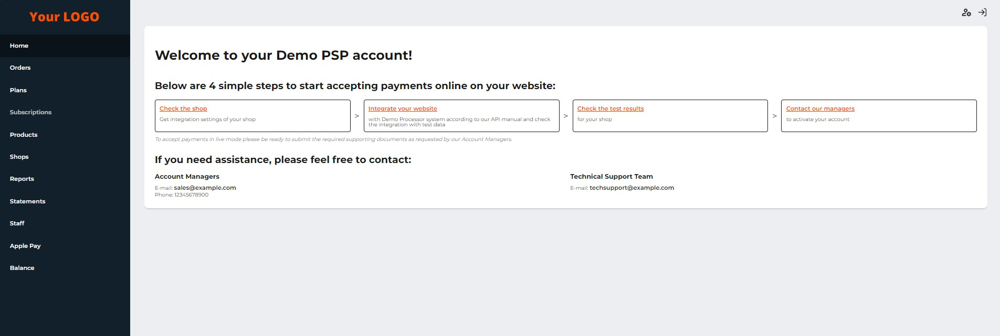 Your LOGO
Home
Orders
Plans
Subscriptions
Products
Shops
Reports
Statements
Staff
Apple Pay
Balance
Welcome to your Demo PSP account!
Below are 4 simple steps to start accepting payments online on your website:
Check the shop
Get integration settings of your shop
>
Integrate your website
with Demo Processor system according to our API manual and check
the integration with test data
>
Check the test results
for your shop
>
Contact our managers
to activate your account
To accept payments in live mode please be ready to submit the required supporting documents as requested by our Account Managers.
If you need assistance, please feel free to contact:
Account Managers
E-mail: sales@example.com
Phone: 12345678900
Technical Support Team
E-mail: techsupport@example.com